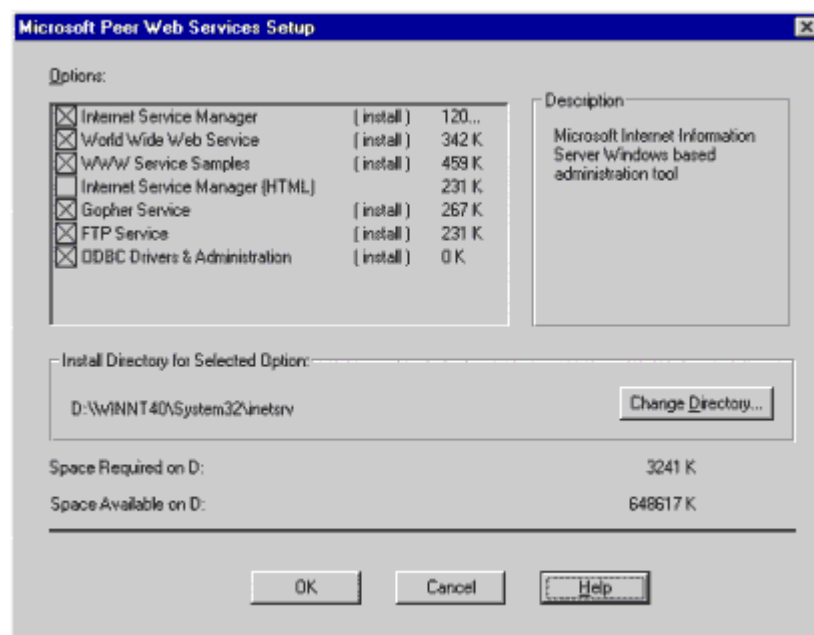 Microsoft Peer Web Services Setup
Options:
Internet Service Manager ( install ) 120...
World Wide Web Service ( install ) 342 K
WWW Service Samples ( install ) 459 K
Internet Service Manager (HTML) 231 K
Gopher Service ( install ) 267 K
FTP Service ( install ) 231 K
ODBC Drivers & Administration ( install ) 0 K
Description
Microsoft Internet Information
Server Windows based
administration tool
Install Directory for Selected Option:
D:\WINNT40\System32\inetsrv
Change Directory...
Space Required on D: 3241 K
Space Available on D: 648617 K
OK Cancel Help